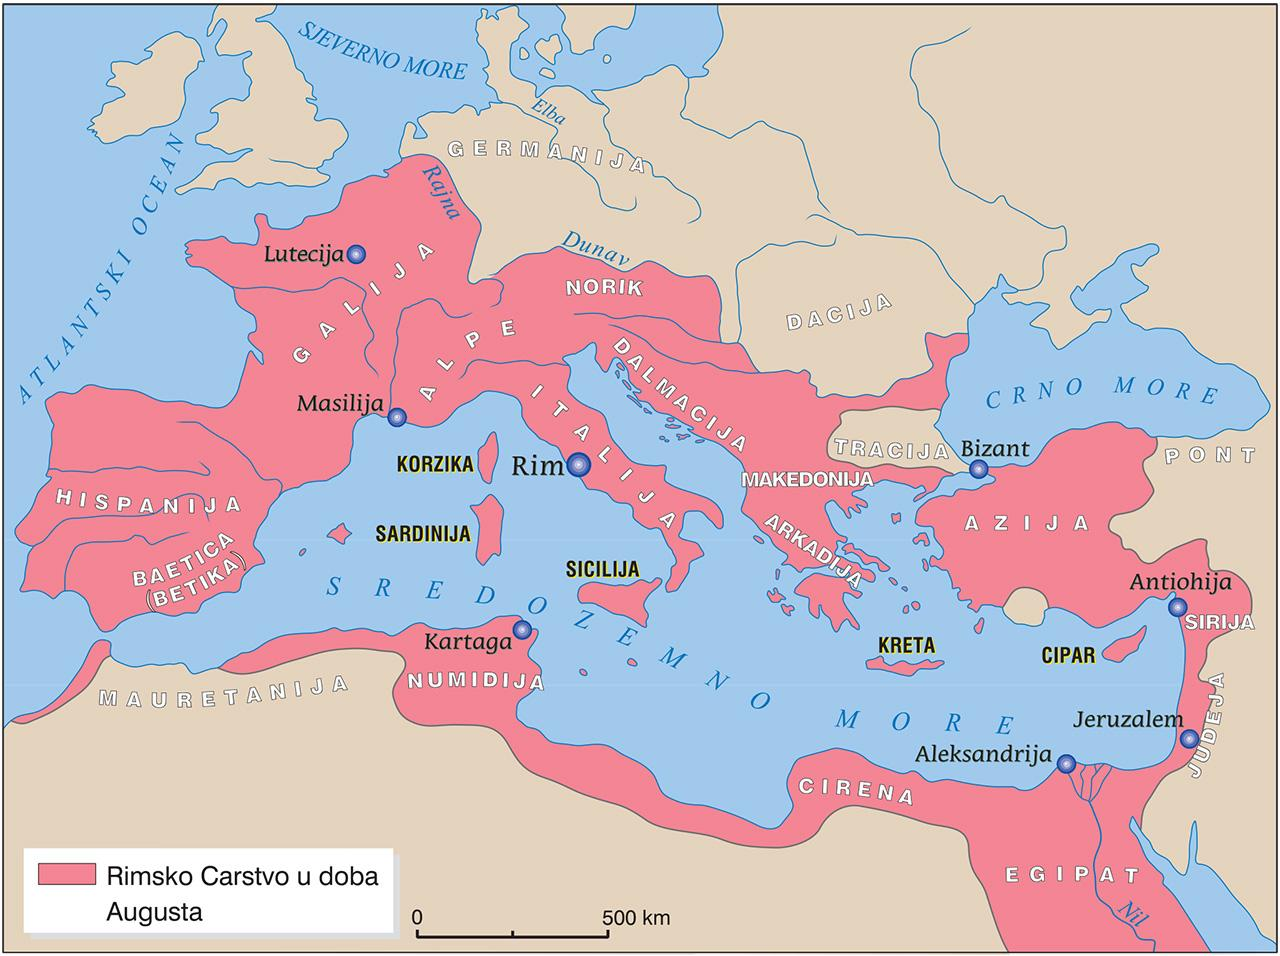 SJEVERNO MORE
Elba
GERMANIJA
ATLANTSKI OCEAN
Rajna
Lutecija
GALIJA
Dunav
NORIK
DACIJA
ALPE
DALMACIJA
CRNO MORE
Masilija
ITALIJA
KORZIKA
Rim
TRACIJA
Bizant
PONT
MAKEDONIJA
HISPANIJA
SARDINIJA
ARKADIJA
AZIJA
BAETICA
(BETIKA)
SICILIJA
SREDOZEMNO MORE
Antiohija
SIRIJA
Kartaga
KRETA
CIPAR
MAURETANIJA
NUMIDIJA
Jeruzalem
JUDEJA
Aleksandrija
CIRENA
EGIPAT
Nil
Rimsko Carstvo u doba
Augusta
0 500 km